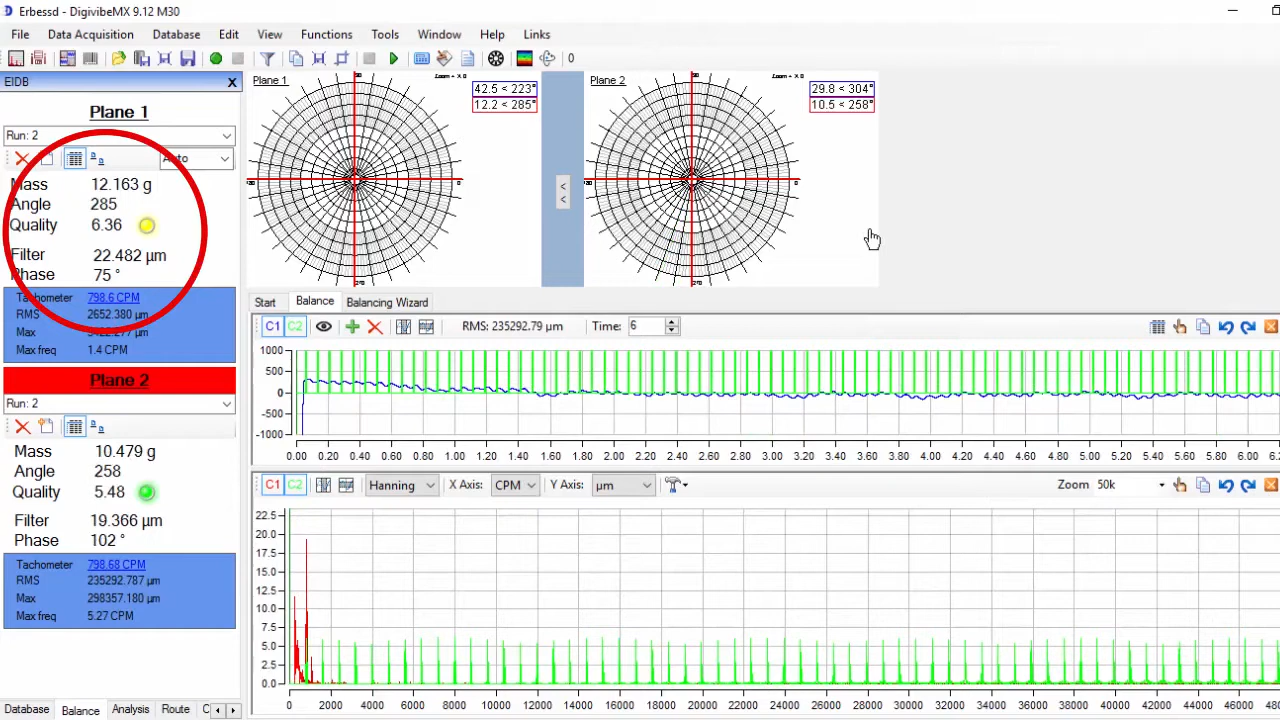 Erbessd - DigivibeMX 9.12 M30
File Data Acquisition Database Edit View Functions Tools Window Help Links
0
EIDB X
Plane 1
Run: 2
Auto
Mass 12.163 g
Angle 285
Quality 6.36
Filter 22.482 µm
Phase 75 °
Tachometer 798.6 CPM
RMS 2652.380 µm
Max
Max freq 1.4 CPM
Plane 2
Run: 2
Mass 10.479 g
Angle 258
Quality 5.48
Filter 19.366 µm
Phase 102 °
Tachometer 798.68 CPM
RMS 235292.787 µm
Max 298357.180 µm
Max freq 5.27 CPM
Database Balance Analysis Route C
Plane 1
42.5 < 223°
12.2 < 285°
0
<
<
Plane 2
29.8 < 304°
10.5 < 258°
0
Start Balance Balancing Wizard
C1 C2 RMS: 235292.79 µm Time: 6
1000
500
0
-500
-1000
0.00 0.20 0.40 0.60 0.80 1.00 1.20 1.40 1.60 1.80 2.00 2.20 2.40 2.60 2.80 3.00 3.20 3.40 3.60 3.80 4.00 4.20 4.40 4.60 4.80 5.00 5.20 5.40 5.60 5.80 6.00 6.2
C1 C2 Hanning X Axis: CPM Y Axis: µm Zoom 50k
22.5
20.0
17.5
15.0
12.5
10.0
7.5
5.0
2.5
0.0
0 2000 4000 6000 8000 10000 12000 14000 16000 18000 20000 22000 24000 26000 28000 30000 32000 34000 36000 38000 40000 42000 44000 46000 48